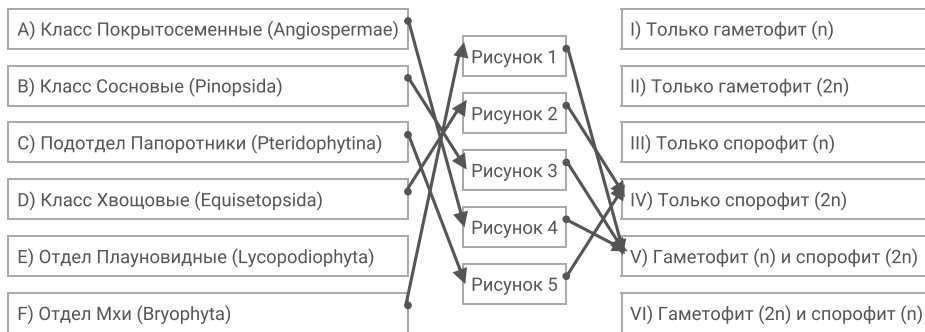 A) Класс Покрытосеменные (Angiospermae)
B) Класс Сосновые (Pinopsida)
C) Подотдел Папоротники (Pteridophytina)
D) Класс Хвощовые (Equisetopsida)
E) Отдел Плауновидные (Lycopodiophyta)
F) Отдел Мхи (Bryophyta)
Рисунок 1
Рисунок 2
Рисунок 3
Рисунок 4
Рисунок 5
I) Только гаметофит (n)
II) Только гаметофит (2n)
III) Только спорофит (n)
IV) Только спорофит (2n)
V) Гаметофит (n) и спорофит (2n)
VI) Гаметофит (2n) и спорофит (n)